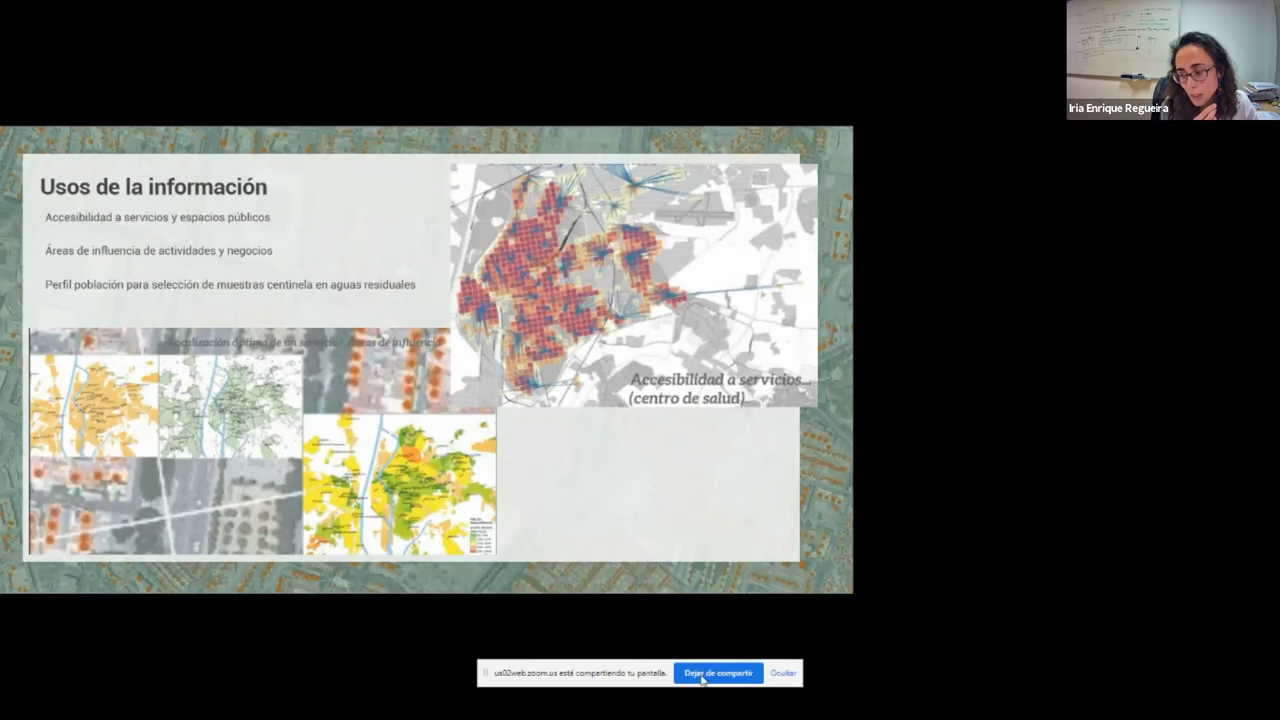 Iria Enrique Regueira
Usos de la información
Accesibilidad a servicios y espacios públicos
Áreas de influencia de actividades y negocios
Perfil población para selección de muestras centinela en aguas residuales
Localización óptima de un servicio Áreas de influencia
Accesibilidad a servicios...
(centro de salud)
us02web.zoom.us está compartiendo tu pantalla.
Dejar de compartir
Ocultar